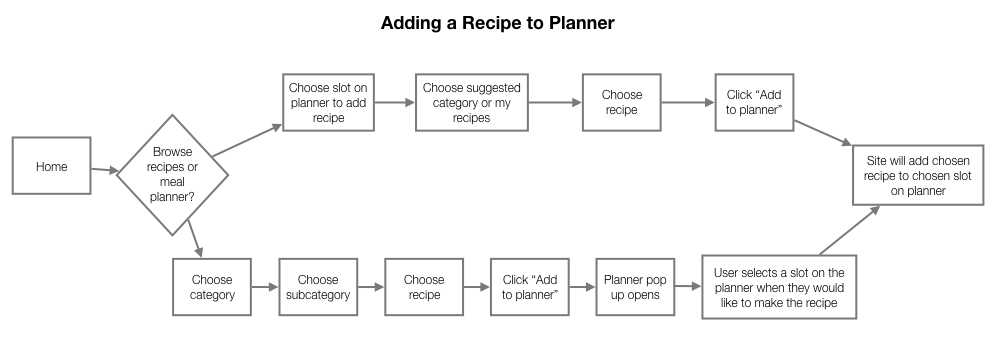 Adding a Recipe to Planner
Home
Browse
recipes or
meal
planner?
Choose slot on
planner to add
recipe
Choose suggested
category or my
recipes
Choose
recipe
Click “Add
to planner”
Site will add chosen
recipe to chosen slot
on planner
Choose
category
Choose
subcategory
Choose
recipe
Click “Add
to planner”
Planner pop
up opens
User selects a slot on the
planner when they would
like to make the recipe